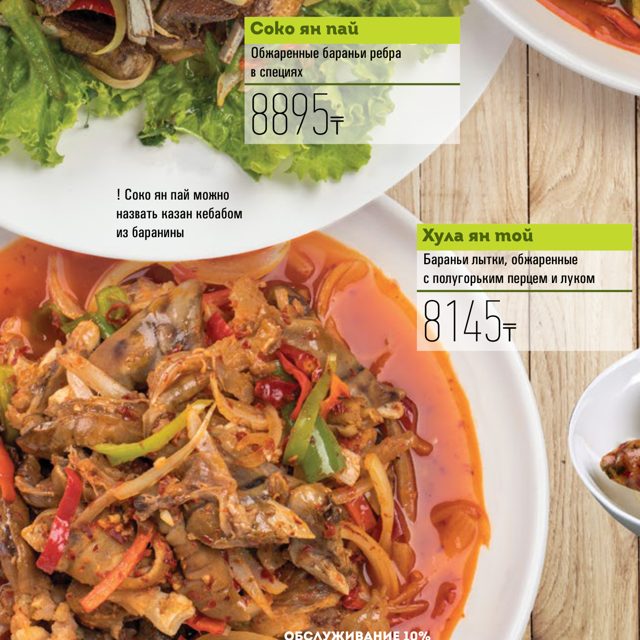 Соко ян пай
Обжаренные бараньи ребра
в специях
8895₸
! Соко ян пай можно
назвать казан кебабом
из баранины
Хула ян той
Бараньи лытки, обжаренные
с полугорьким перцем и луком
8145₸
ОБСЛУЖИВАНИЕ 10%